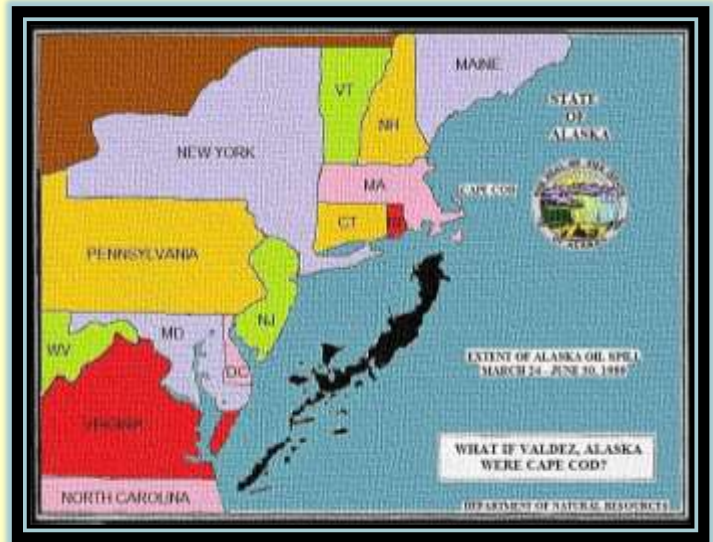 MAINE
VT
NH
STATE
OF
ALASKA
NEW YORK
MA
CAPE COD
CT
RI
PENNSYLVANIA
NJ
MD
WV
DC
VIRGINIA
EXTENT OF ALASKA OIL SPILL
MARCH 24 - JUNE 30, 1989
WHAT IF VALDEZ, ALASKA
WERE CAPE COD?
NORTH CAROLINA
DEPARTMENT OF NATURAL RESOURCES